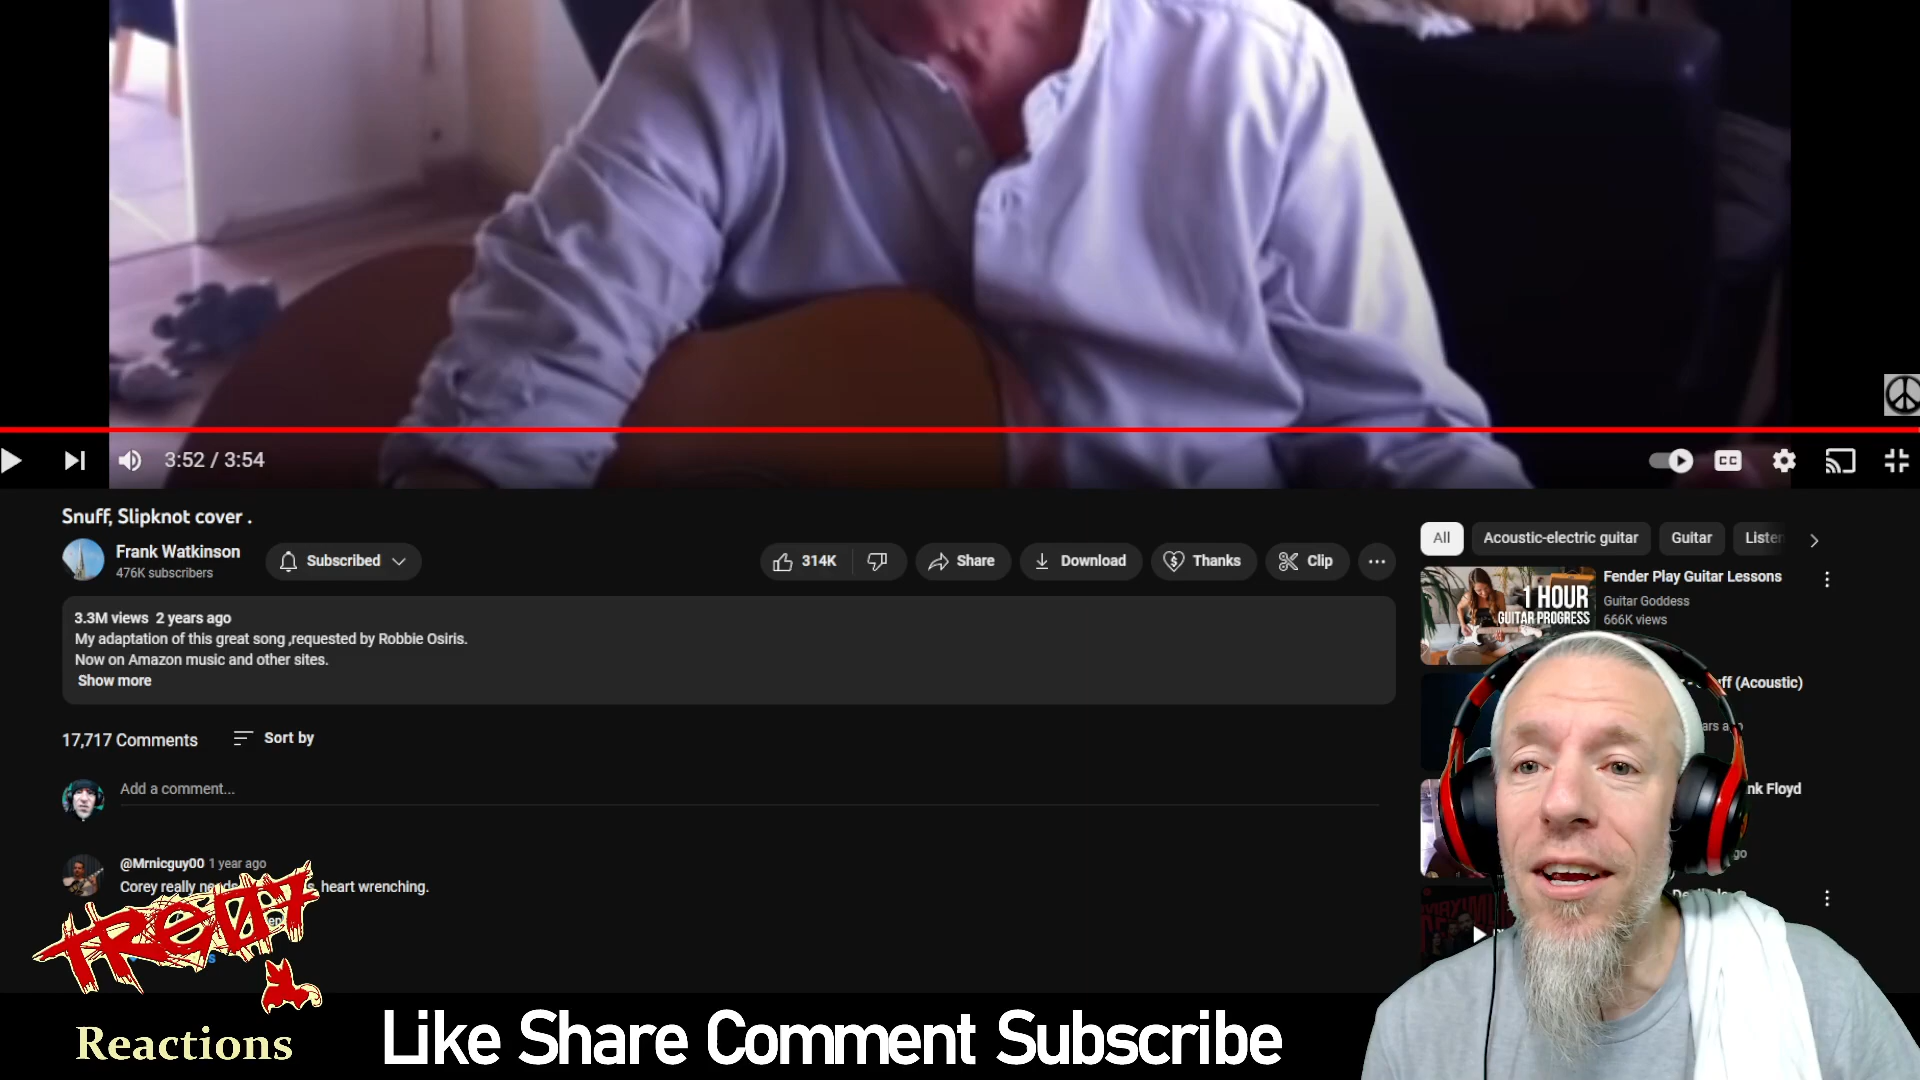 3:52 / 3:54
CC
Snuff, Slipknot cover .
Frank Watkinson
476K subscribers
Subscribed
314K
Share
Download
Thanks
Clip
3.3M views 2 years ago
My adaptation of this great song ,requested by Robbie Osiris.
Now on Amazon music and other sites.
Show more
17,717 Comments
Sort by
Add a comment...
@Mrnicguy00 1 year ago
Corey really heart wrenching.
All
Acoustic-electric guitar
Guitar
1 HOUR
GUITAR PROGRESS
Fender Play Guitar Lessons
Guitar Goddess
666K views
(Acoustic)
Floyd
TRE07
Reactions
Like Share Comment Subscribe